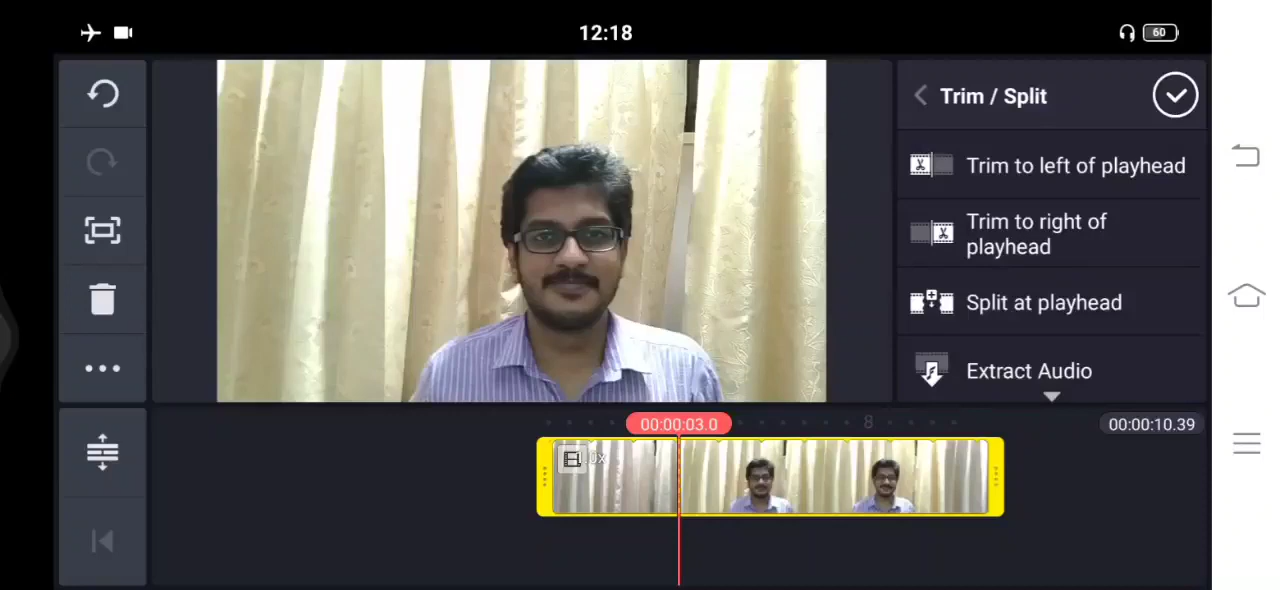 12:18
60
Trim / Split
Trim to left of playhead
Trim to right of
playhead
Split at playhead
Extract Audio
00:00:03.0
8
00:00:10.39